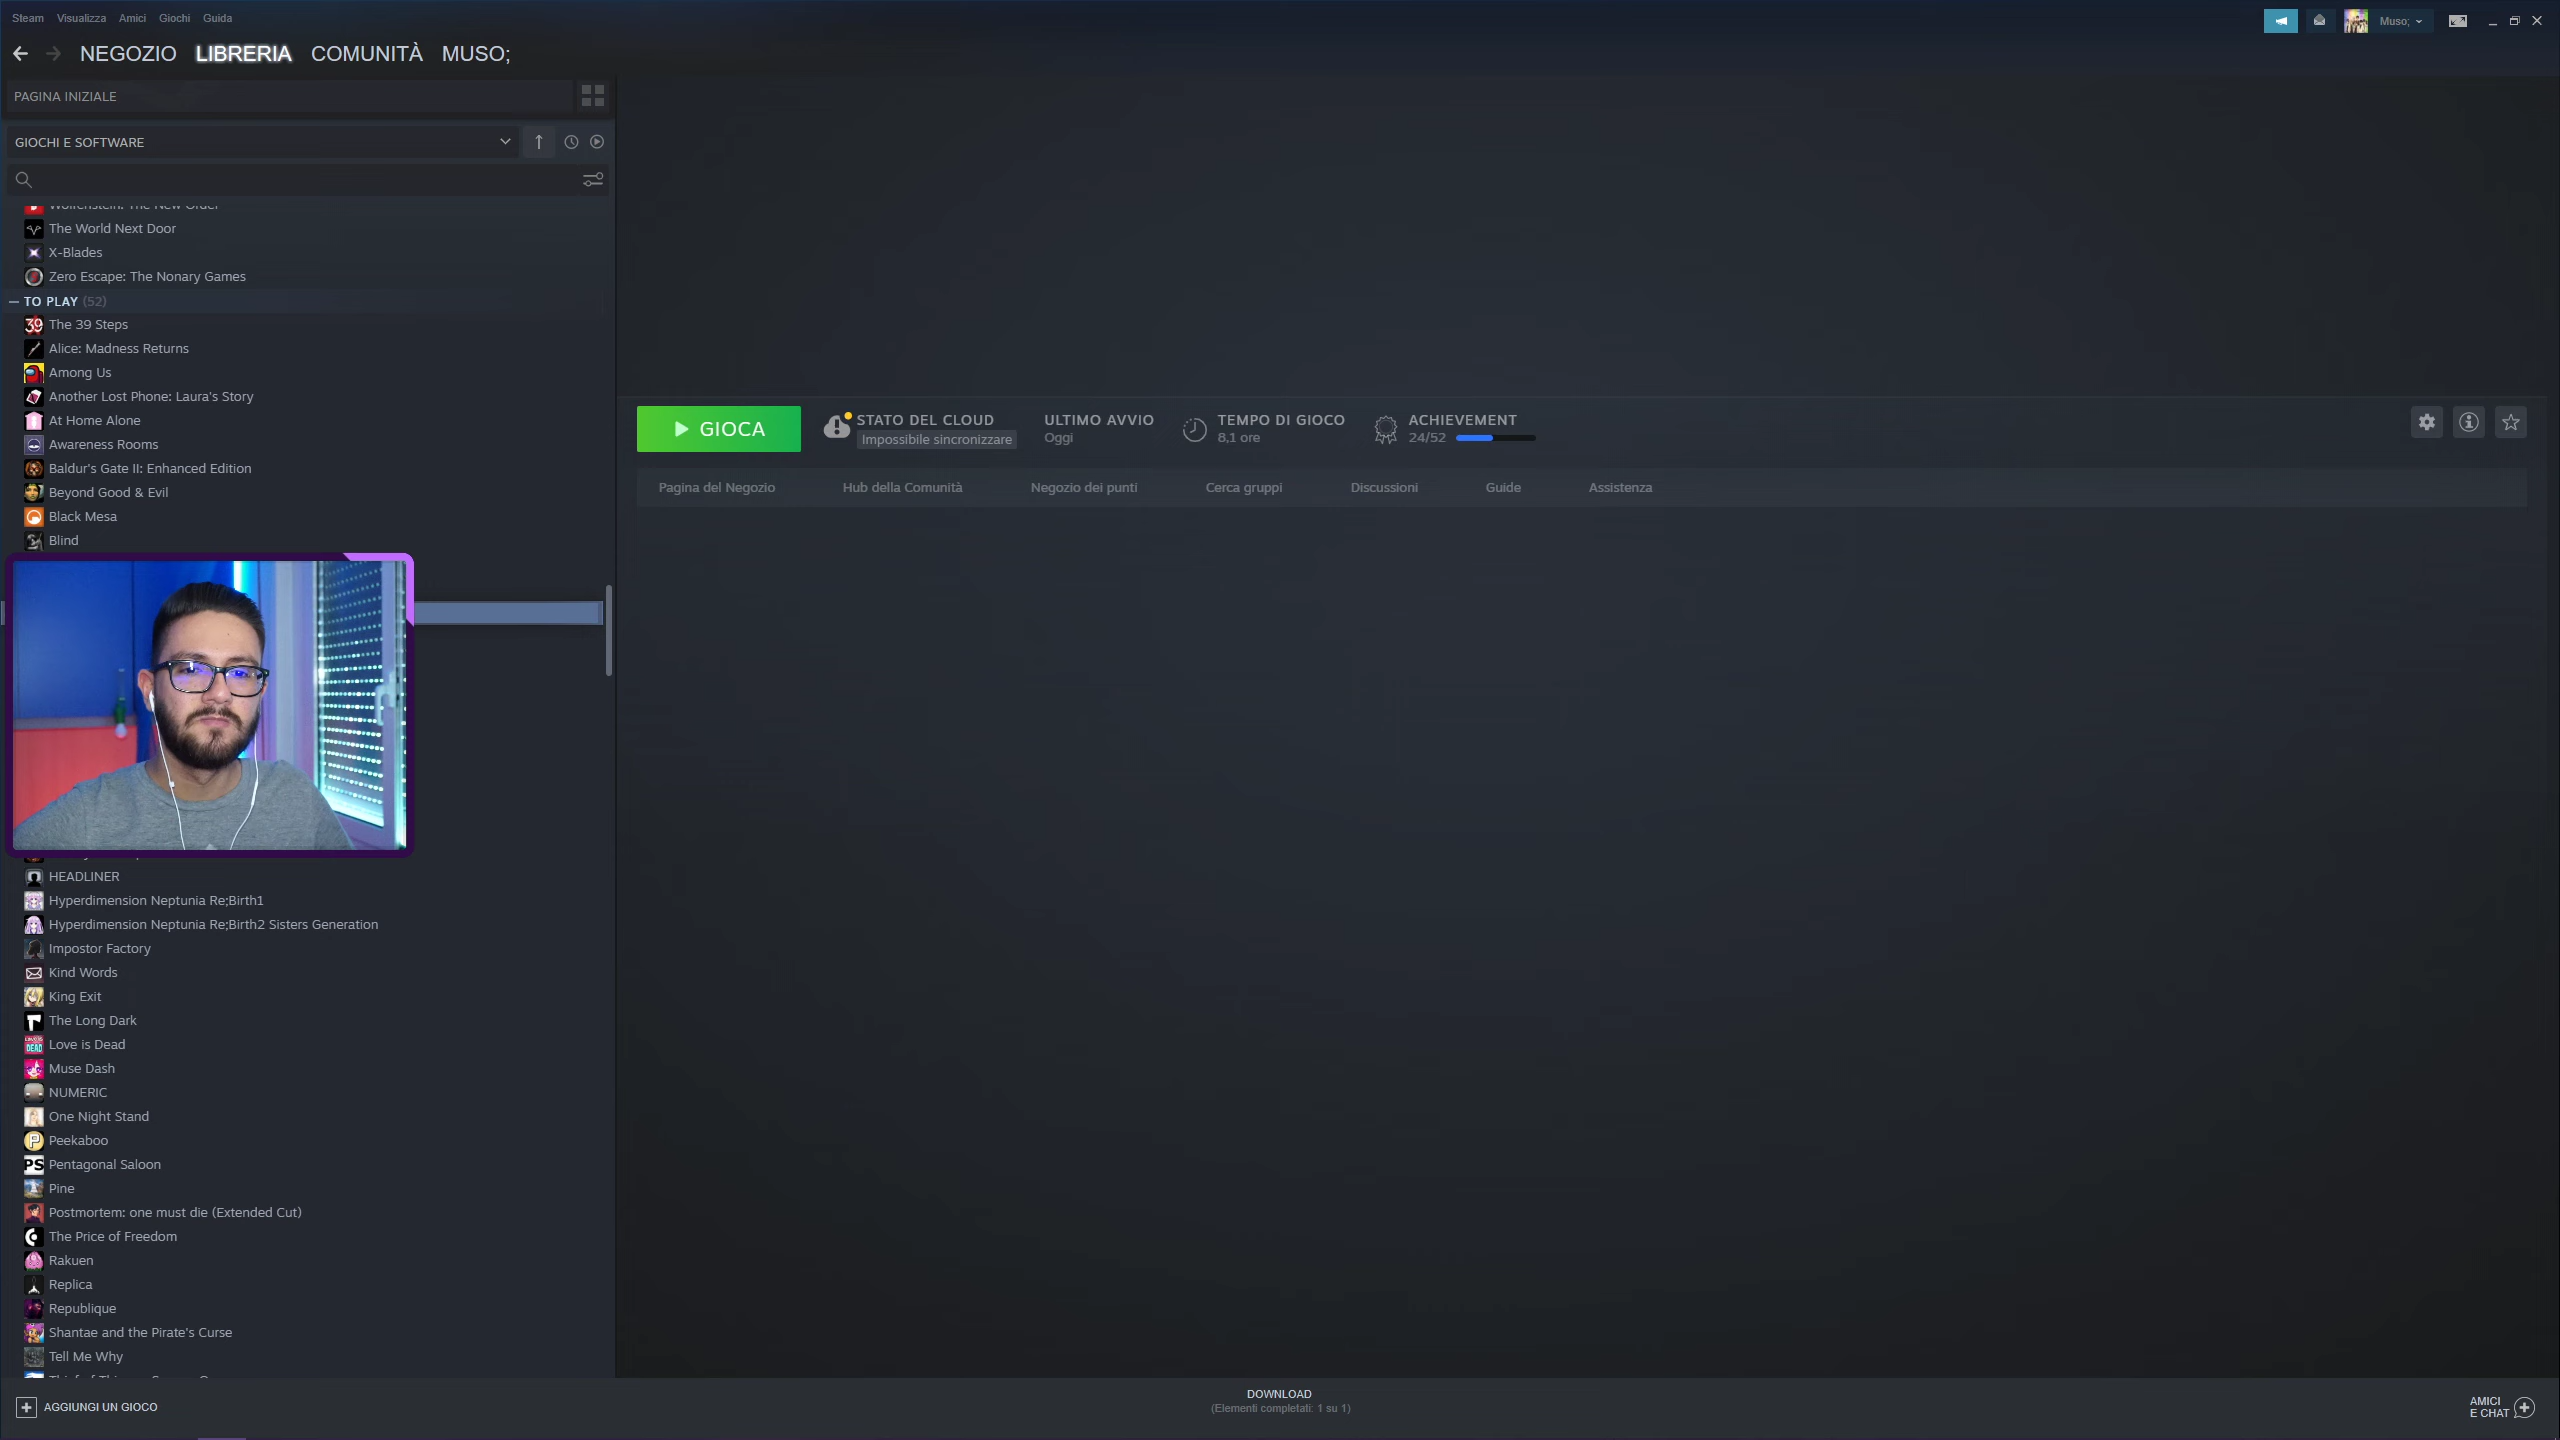 Steam Visualizza Amici Giochi Guida
Muso;
NEGOZIO LIBRERIA COMUNITÀ MUSO;
PAGINA INIZIALE
GIOCHI E SOFTWARE
Wolfenstein: The New Order
The World Next Door
X-Blades
Zero Escape: The Nonary Games
TO PLAY (52)
The 39 Steps
Alice: Madness Returns
Among Us
Another Lost Phone: Laura's Story
At Home Alone
Awareness Rooms
Baldur's Gate II: Enhanced Edition
Beyond Good & Evil
Black Mesa
Blind
HEADLINER
Hyperdimension Neptunia Re;Birth1
Hyperdimension Neptunia Re;Birth2 Sisters Generation
Impostor Factory
Kind Words
King Exit
The Long Dark
Love is Dead
Muse Dash
NUMERIC
One Night Stand
Peekaboo
Pentagonal Saloon
Pine
Postmortem: one must die (Extended Cut)
The Price of Freedom
Rakuen
Replica
Republique
Shantae and the Pirate's Curse
Tell Me Why
GIOCA
STATO DEL CLOUD
Impossibile sincronizzare
ULTIMO AVVIO
Oggi
TEMPO DI GIOCO
8,1 ore
ACHIEVEMENT
24/52
Pagina del Negozio Hub della Comunità Negozio dei punti Cerca gruppi Discussioni Guide Assistenza
AGGIUNGI UN GIOCO
DOWNLOAD
(Elementi completati: 1 su 1)
AMICI
E CHAT